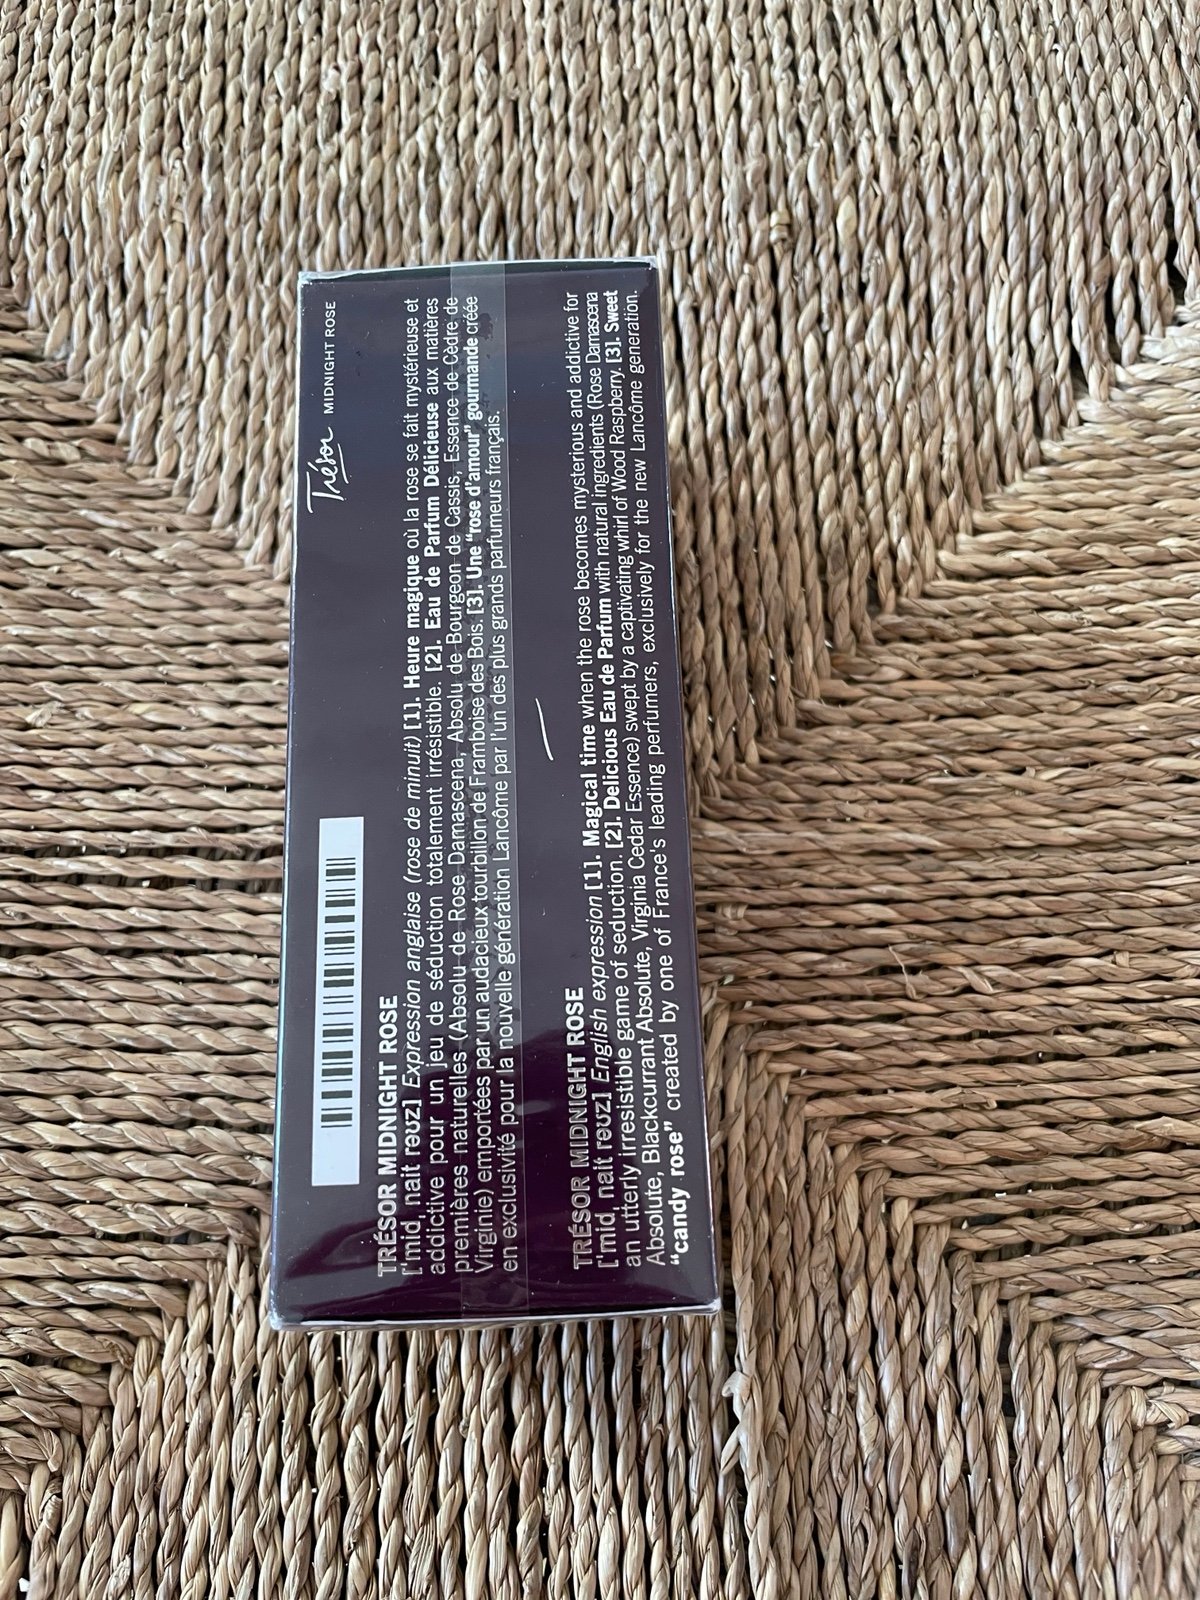 Trésor MIDNIGHT ROSE
TRÉSOR MIDNIGHT ROSE
['mid, nait rəʊz] Expression anglaise (rose de minuit) [1]. Heure magique où la rose se fait mystérieuse et
addictive pour un jeu de séduction totalement irrésistible. [2]. Eau de Parfum Délicieuse aux matières
premières naturelles (Absolu de Rose Damascena, Absolu de Bourgeon de Cassis, Essence de Cèdre de
Virginie) emportées par un audacieux tourbillon de Framboise des Bois. [3]. Une “rose d’amour” gourmande créée
en exclusivité pour la nouvelle génération Lancôme par l’un des plus grands parfumeurs français.
TRÉSOR MIDNIGHT ROSE
['mid, nait rəʊz] English expression [1]. Magical time when the rose becomes mysterious and addictive for
an utterly irresistible game of seduction. [2]. Delicious Eau de Parfum with natural ingredients (Rose Damascena
Absolute, Blackcurrant Absolute, Virginia Cedar Essence) swept by a captivating whirl of Wood Raspberry. [3]. Sweet
“candy rose” created by one of France's leading perfumers, exclusively for the new Lancôme generation.